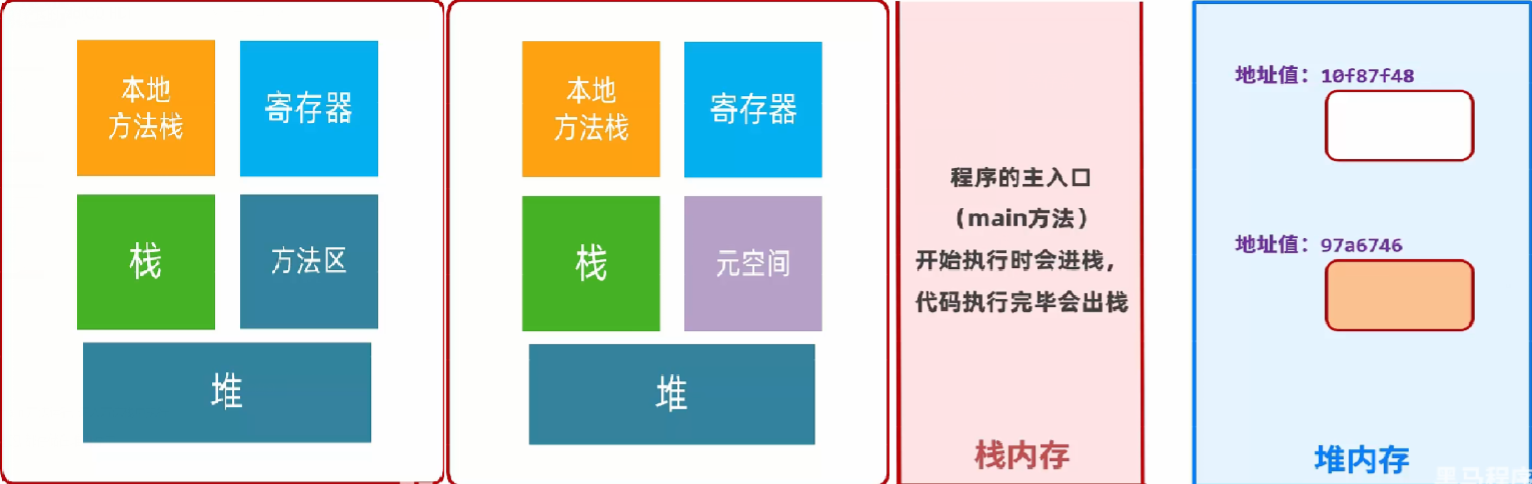 本地
方法栈
寄存器
栈
方法区
堆
本地
方法栈
寄存器
栈
元空间
堆
程序的主入口
（main方法）
开始执行时会进栈，
代码执行完毕会出栈
栈内存
地址值：10f87f48
地址值：97a6746
堆内存
黑马程序